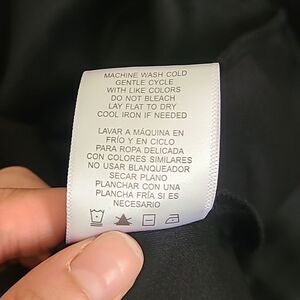 MACHINE WASH COLD
GENTLE CYCLE
WITH LIKE COLORS
DO NOT BLEACH
LAY FLAT TO DRY
COOL IRON IF NEEDED
LAVAR A MÁQUINA EN
FRÍO Y EN CICLO
PARA ROPA DELICADA
CON COLORES SIMILARES
NO USAR BLANQUEADOR
SECAR PLANO
PLANCHAR CON UNA
PLANCHA FRÍA SI ES
NECESARIO